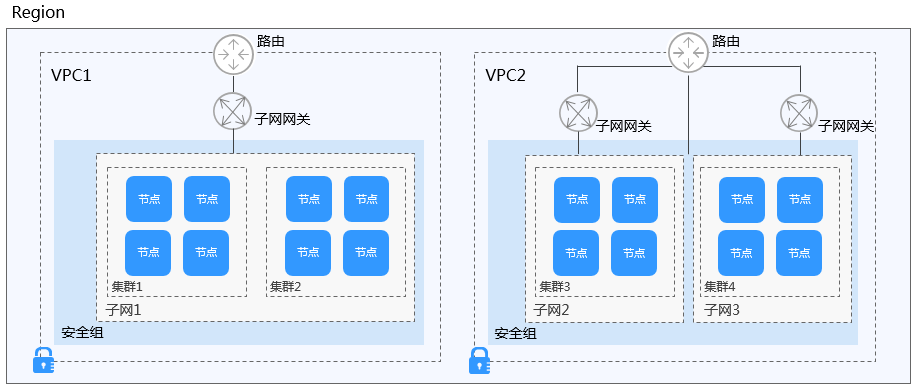 Region
路由
VPC1
子网网关
节点
节点
节点
节点
节点
节点
节点
节点
集群1
集群2
子网1
安全组
路由
VPC2
子网网关
子网网关
节点
节点
节点
节点
节点
节点
节点
节点
集群3
集群4
子网2
子网3
安全组